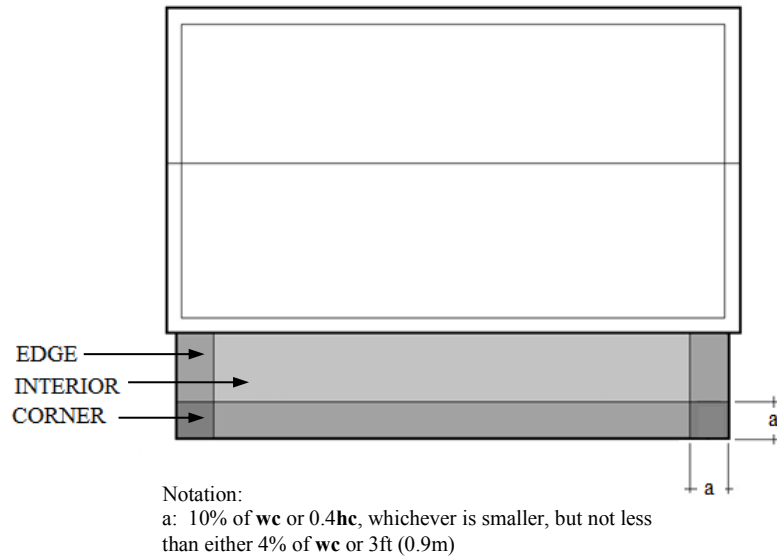 EDGE
INTERIOR
CORNER
a
a
Notation:
a: 10% of wc or 0.4hc, whichever is smaller, but not less
than either 4% of wc or 3ft (0.9m)